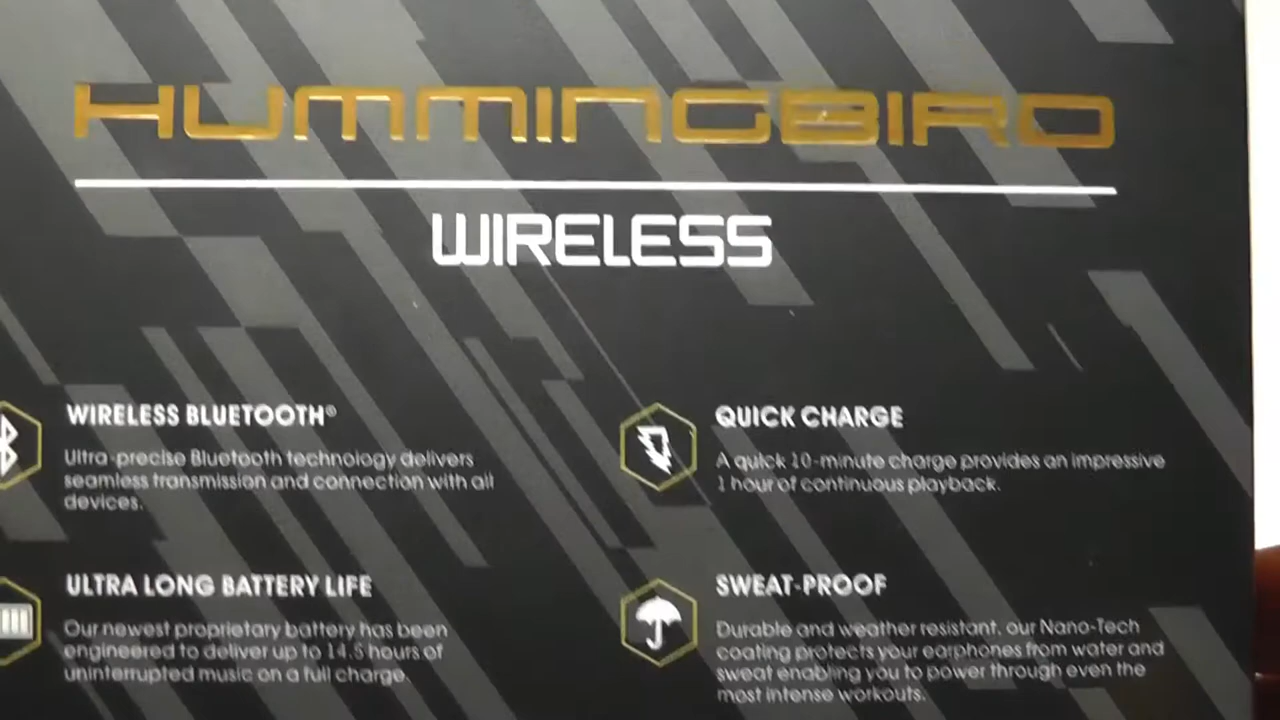 HUMMINGBIRD
WIRELESS
WIRELESS BLUETOOTH®
Ultra-precise Bluetooth technology delivers
seamless transmission and connection with all
devices.
QUICK CHARGE
A quick 10-minute charge provides an impressive
1 hour of continuous playback.
ULTRA LONG BATTERY LIFE
Our newest proprietary battery has been
engineered to deliver up to 14.5 hours of
uninterrupted music on a full charge.
SWEAT-PROOF
Durable and weather resistant, our Nano-Tech
coating protects your earphones from water and
sweat enabling you to power through even the
most intense workouts.